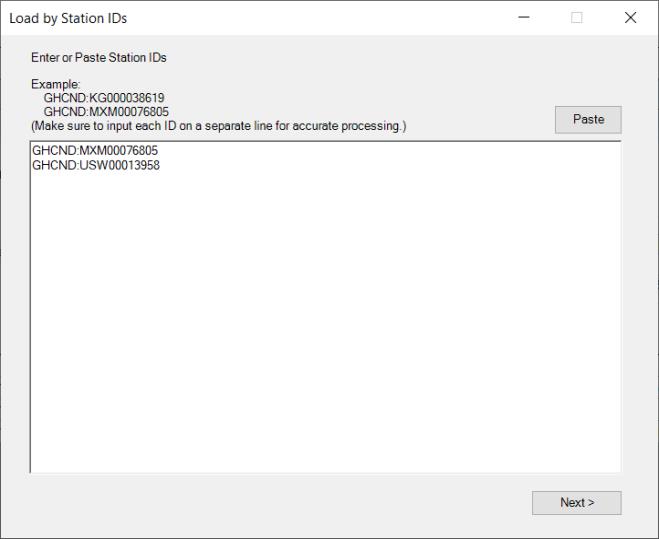 Load by Station IDs
Enter or Paste Station IDs
Example:
GHCND:KG000038619
GHCND:MXM00076805
(Make sure to input each ID on a separate line for accurate processing.)
Paste
GHCND:MXM00076805
GHCND:USW00013958
Next >